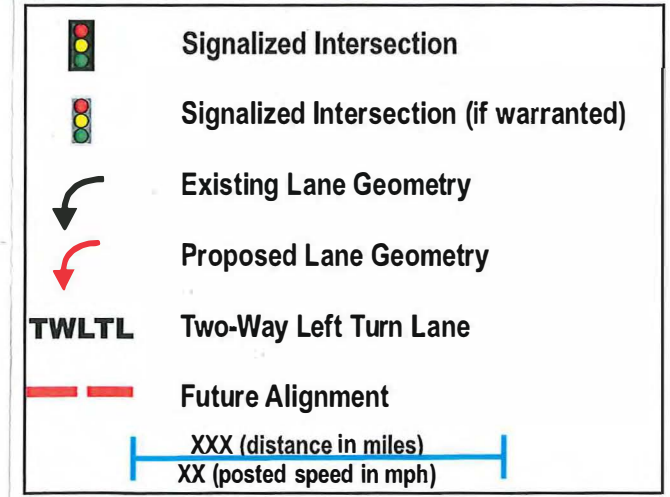 Signalized Intersection
Signalized Intersection (if warranted)
Existing Lane Geometry
Proposed Lane Geometry
TWLTL Two-Way Left Turn Lane
Future Alignment
XXX (distance in miles)
XX (posted speed in mph)